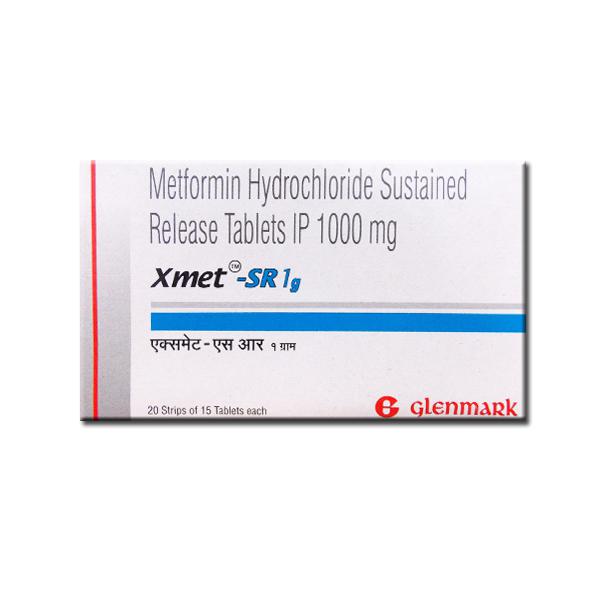 Metformin Hydrochloride Sustained
Release Tablets IP 1000 mg
Xmet™-SR 1g
एक्समेट-एस आर १ ग्राम
20 Strips of 15 Tablets each
G glenmark